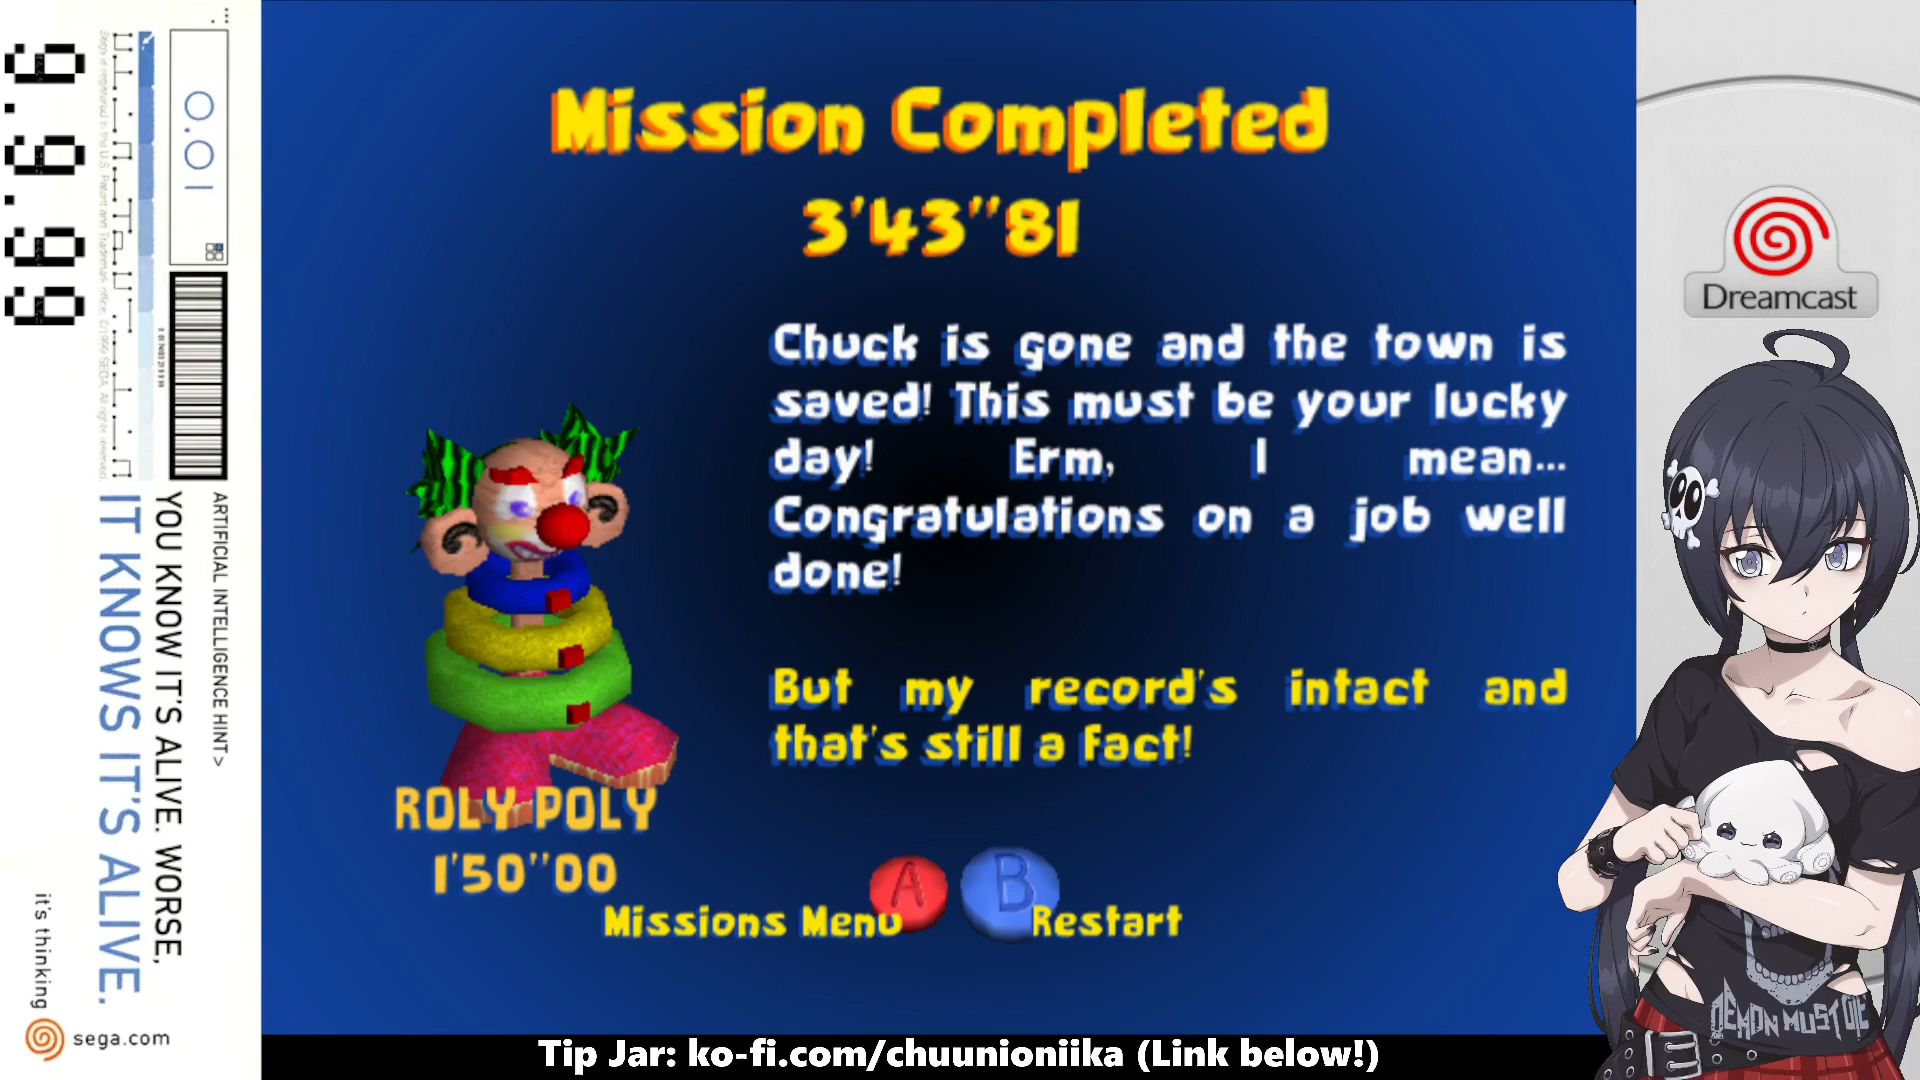 9.9.99
0.01
ARTIFICIAL INTELLIGENCE HINT >
YOU KNOW IT'S ALIVE. WORSE,
IT KNOWS IT'S ALIVE.
it's thinking
sega.com
Mission Completed
3'43"81
Chuck is gone and the town is
saved! This must be your lucky
day! Erm, I mean...
Congratulations on a job well
done!
But my record's intact and
that's still a fact!
ROLY POLY
1'50"00
A B
Missions Menu Restart
Dreamcast
DEMON MUST DIE
Tip Jar: ko-fi.com/chuunioniika (Link below!)